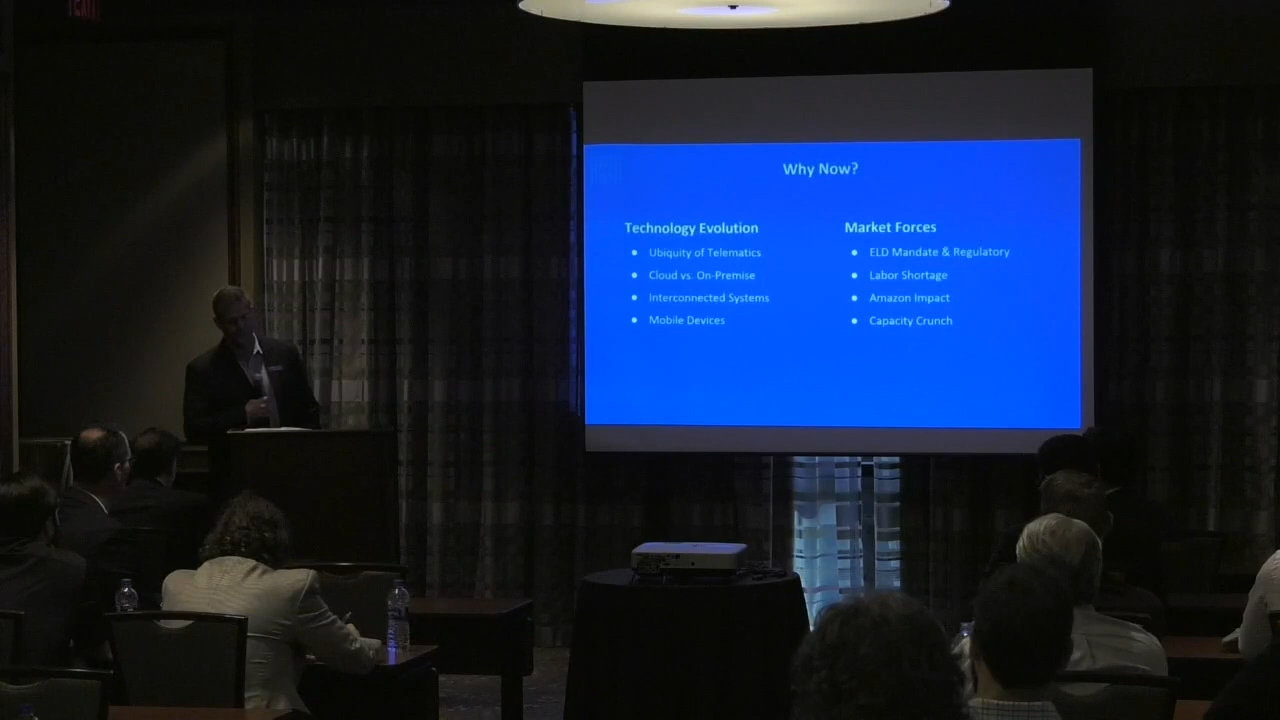 EXIT
Why Now?
Technology Evolution
Ubiquity of Telematics
Cloud vs. On-Premise
Interconnected Systems
Mobile Devices
Market Forces
ELD Mandate & Regulatory
Labor Shortage
Amazon Impact
Capacity Crunch